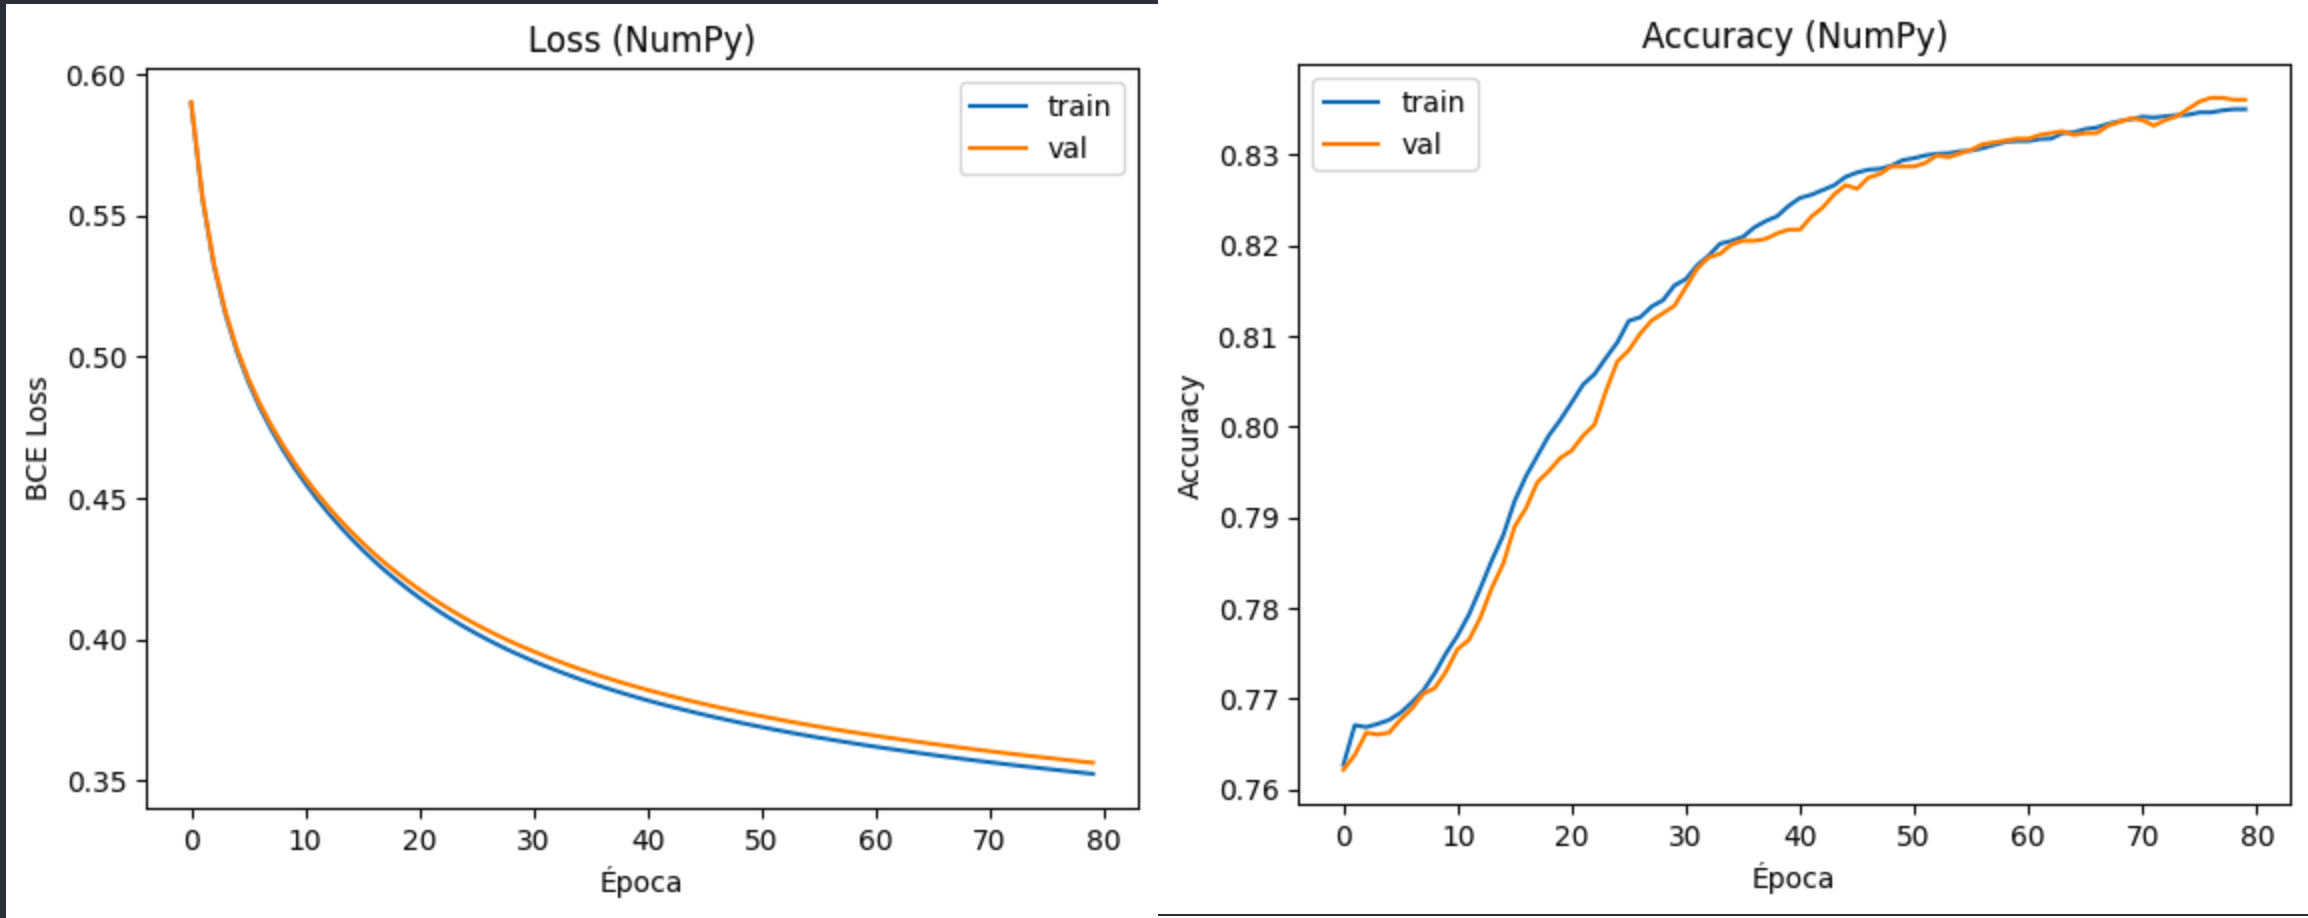 Loss (NumPy)
0.60
0.55
0.50
0.45
0.40
0.35
BCE Loss
train
val
0 10 20 30 40 50 60 70 80
Época
Accuracy (NumPy)
0.83
0.82
0.81
0.80
0.79
0.78
0.77
0.76
Accuracy
train
val
0 10 20 30 40 50 60 70 80
Época